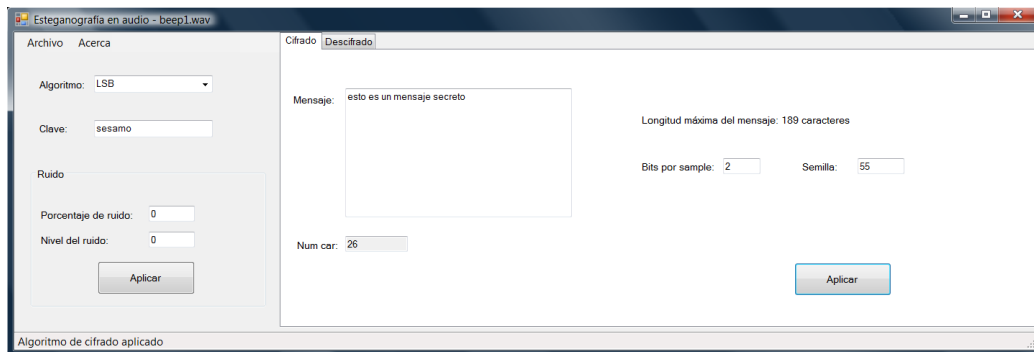 Esteganografía en audio - beep1.wav
Archivo Acerca
Algoritmo: LSB
Clave: sesamo
Ruido
Porcentaje de ruido: 0
Nivel del ruido: 0
Aplicar
Cifrado Descifrado
Mensaje: esto es un mensaje secreto
Num car: 26
Longitud máxima del mensaje: 189 caracteres
Bits por sample: 2 Semilla: 55
Aplicar
Algoritmo de cifrado aplicado